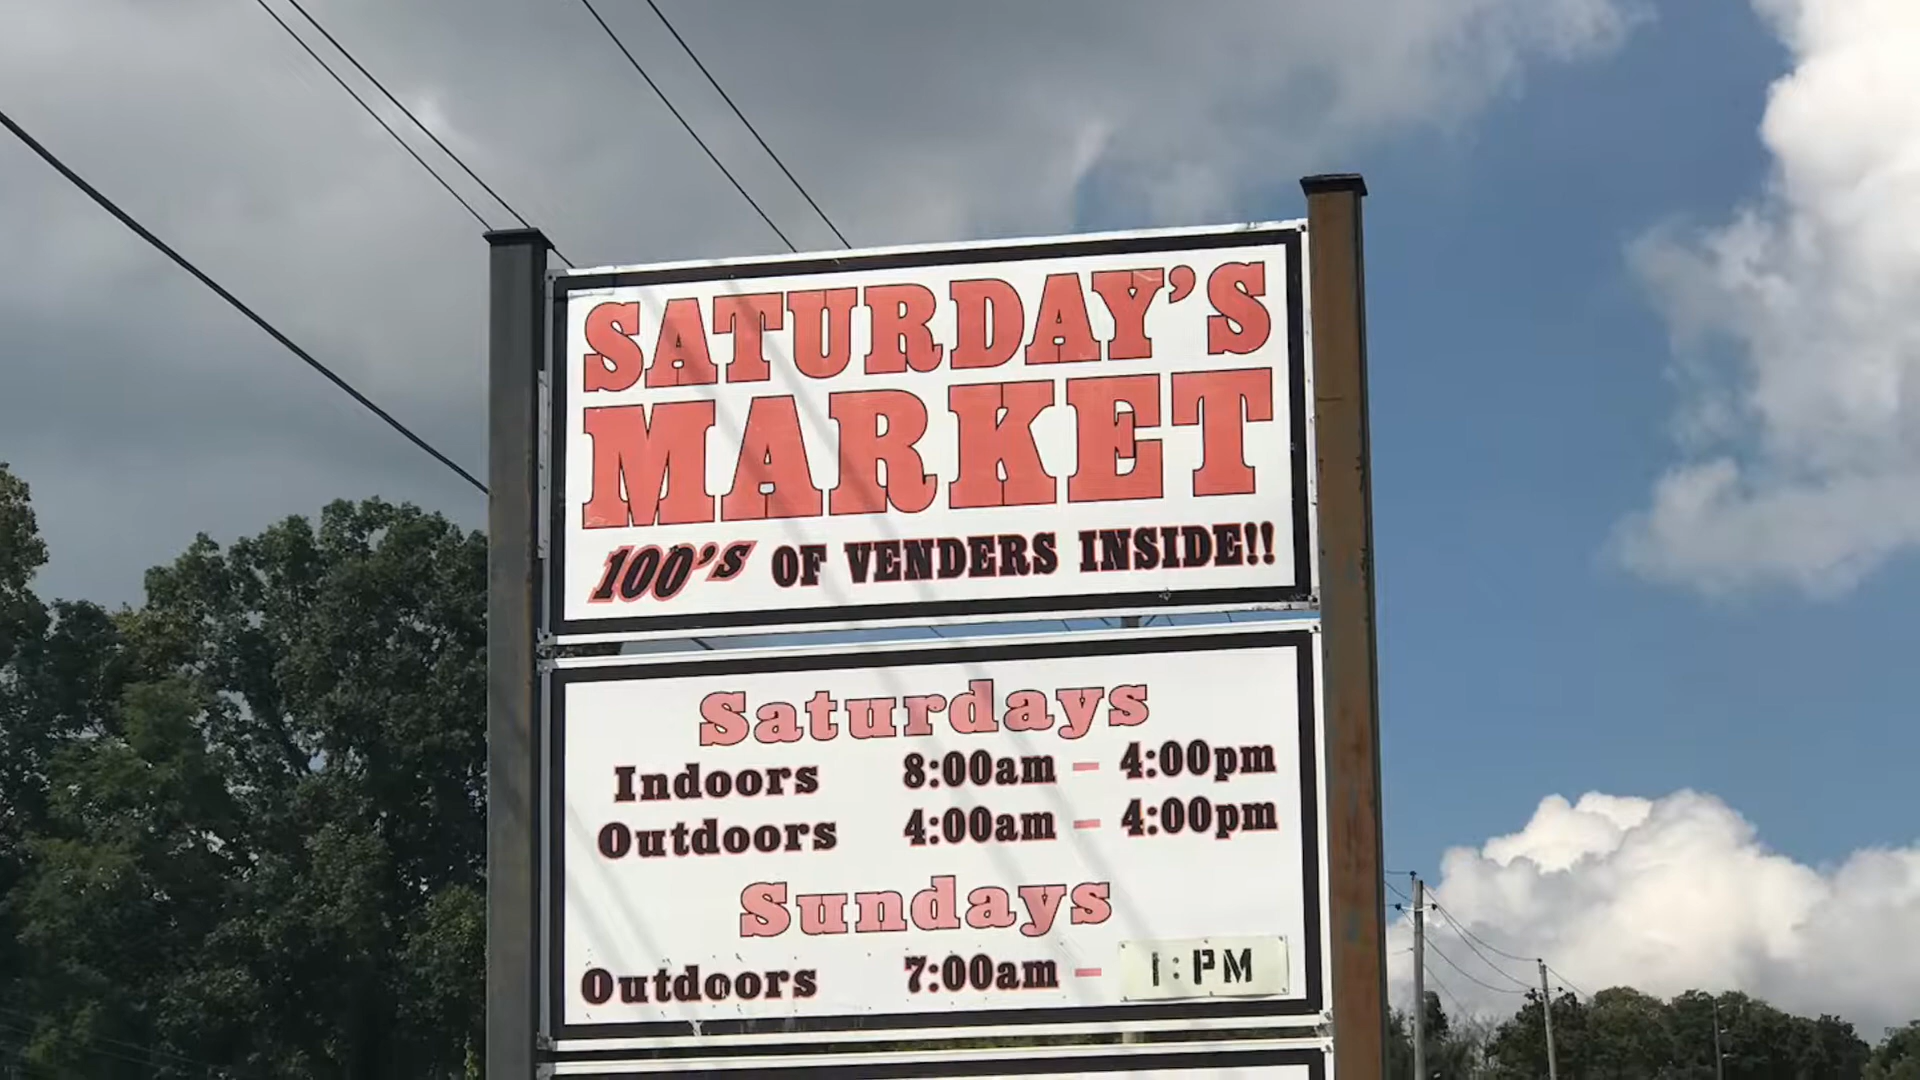 SATURDAY'S
MARKET
100's OF VENDERS INSIDE!!
Saturdays
Indoors 8:00am - 4:00pm
Outdoors 4:00am - 4:00pm
Sundays
Outdoors 7:00am - 1:PM